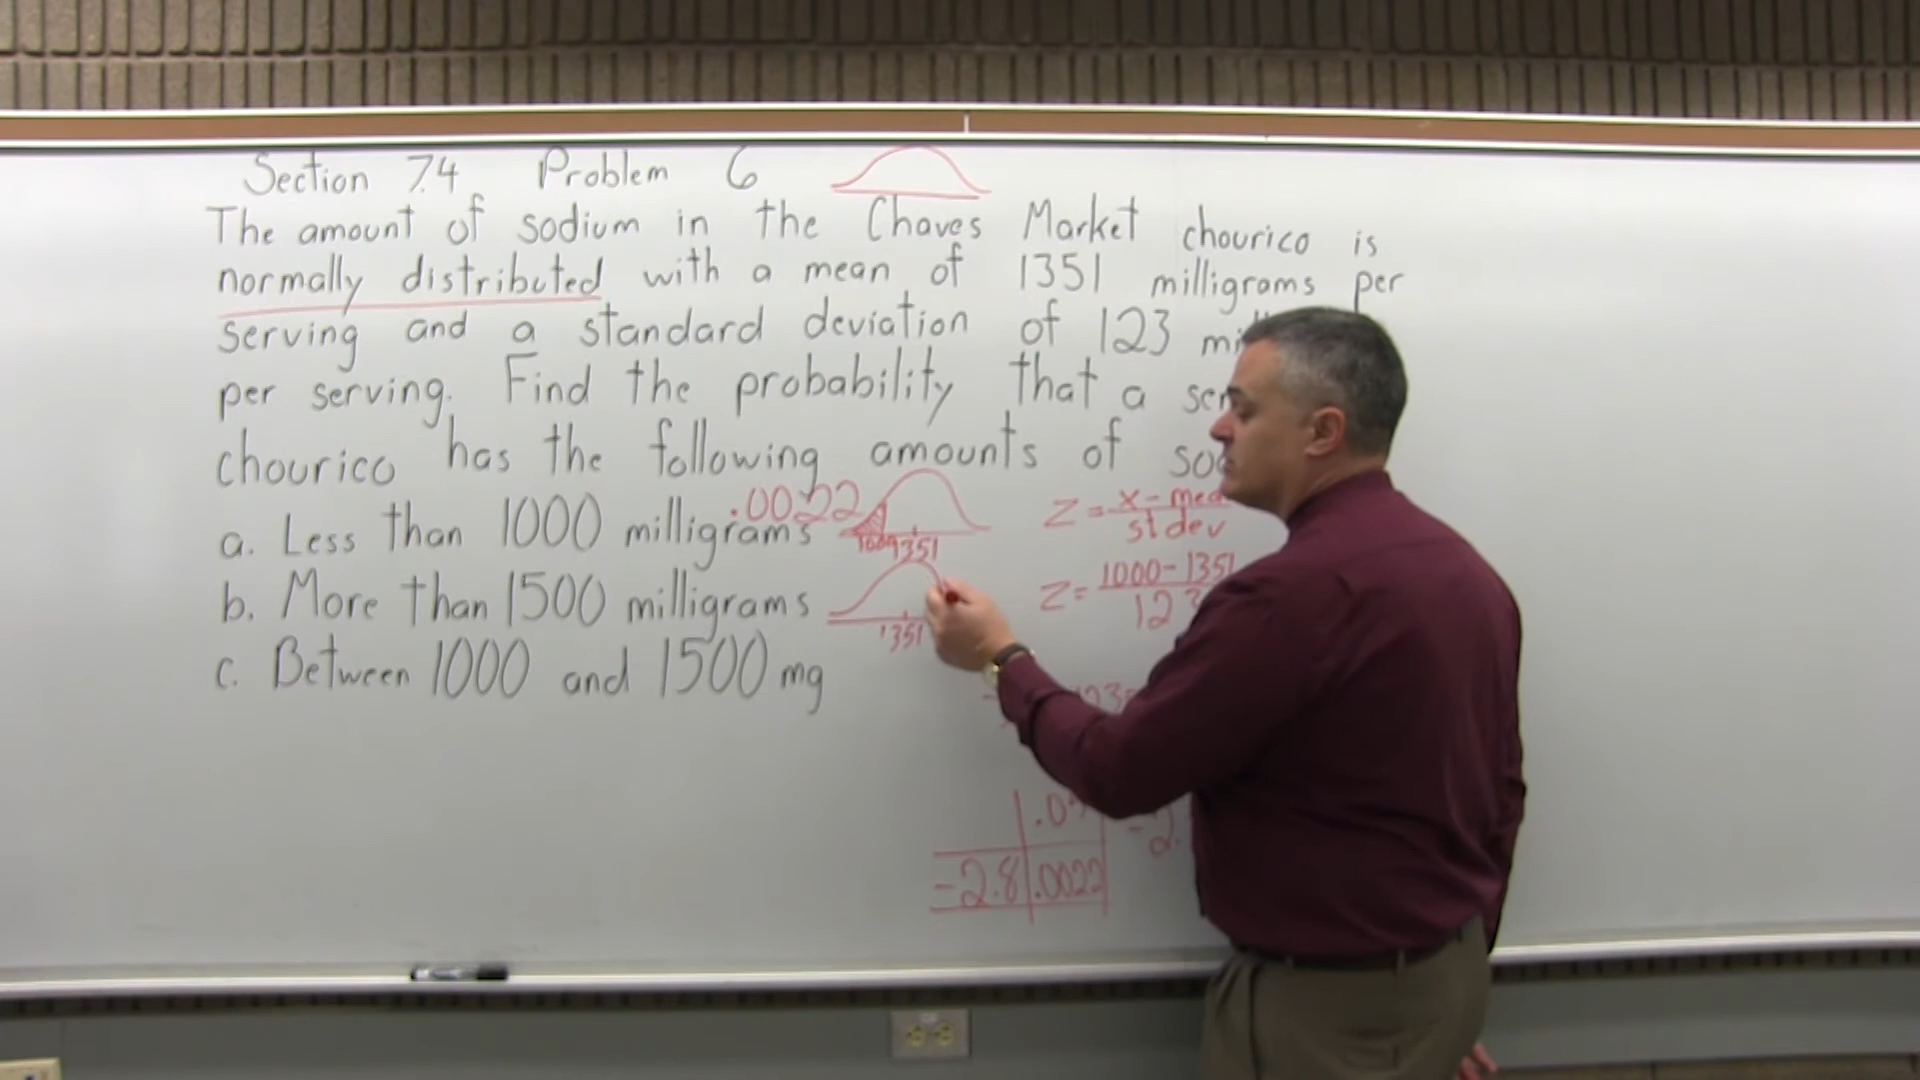 Section 7.4 Problem 6
The amount of sodium in the Chaves Market chourico is
normally distributed with a mean of 1351 milligrams per
serving and a standard deviation of 123
per serving. Find the probability that a
chourico has the following amounts of
a. Less than 1000 milligrams .0022
1000 1351
b. More than 1500 milligrams
1351
c. Between 1000 and 1500 mg
z = x - / st dev
z = 1000 - 1351 /
-2.8 .0022